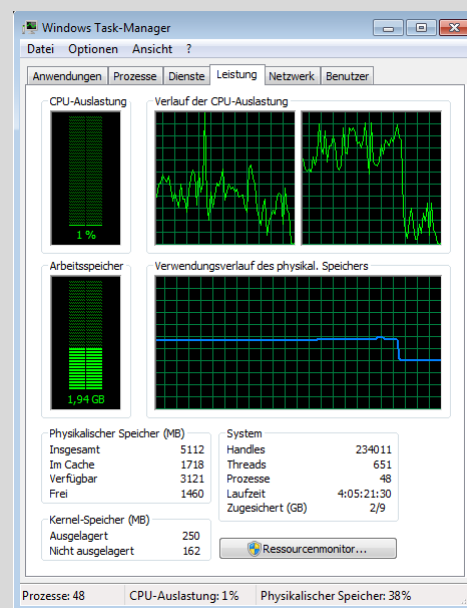 Windows Task-Manager
Datei Optionen Ansicht ?
Anwendungen Prozesse Dienste Leistung Netzwerk Benutzer
CPU-Auslastung
Verlauf der CPU-Auslastung
1 %
Arbeitsspeicher
Verwendungsverlauf des physikal. Speichers
1,94 GB
Physikalischer Speicher (MB)
Insgesamt 5112
Im Cache 1718
Verfügbar 3121
Frei 1460
System
Handles 234011
Threads 651
Prozesse 48
Laufzeit 4:05:21:30
Zugesichert (GB) 2/9
Kernel-Speicher (MB)
Ausgelagert 250
Nicht ausgelagert 162
Ressourcenmonitor...
Prozesse: 48 CPU-Auslastung: 1% Physikalischer Speicher: 38%